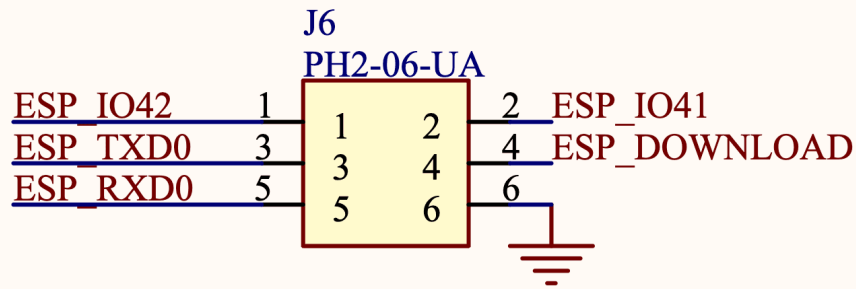 J6
PH2-06-UA
ESP_IO42 1 1 2 2 ESP_IO41
ESP_TXD0 3 3 4 4 ESP_DOWNLOAD
ESP_RXD0 5 5 6 6